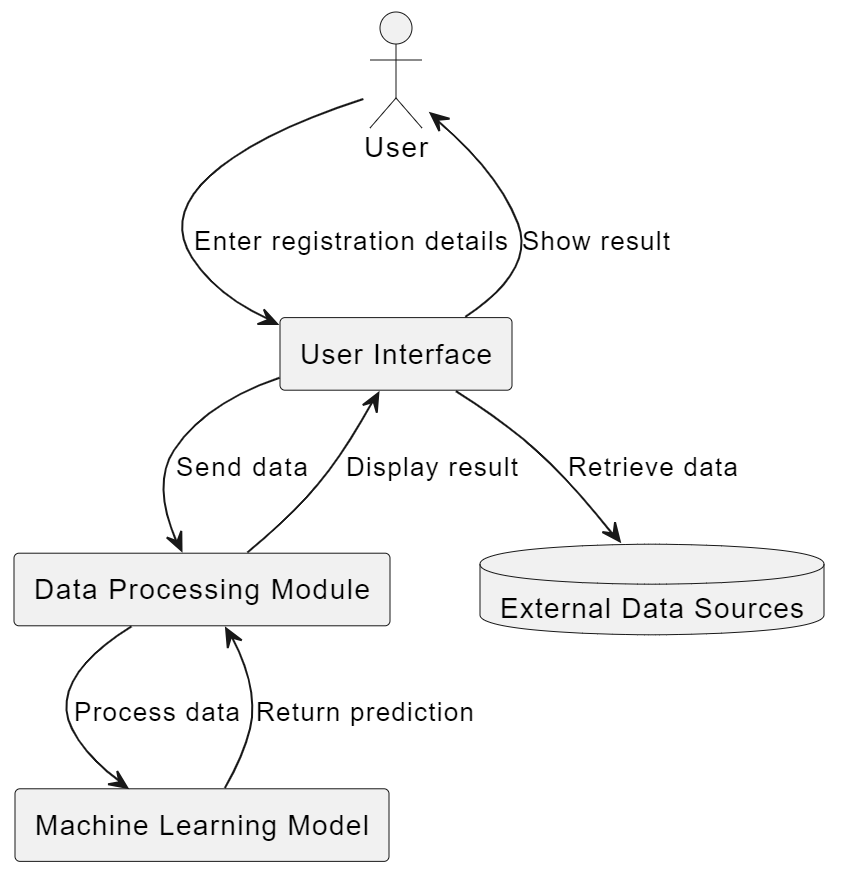 User
Enter registration details
Show result
User Interface
Send data
Display result
Retrieve data
Data Processing Module
External Data Sources
Process data
Return prediction
Machine Learning Model